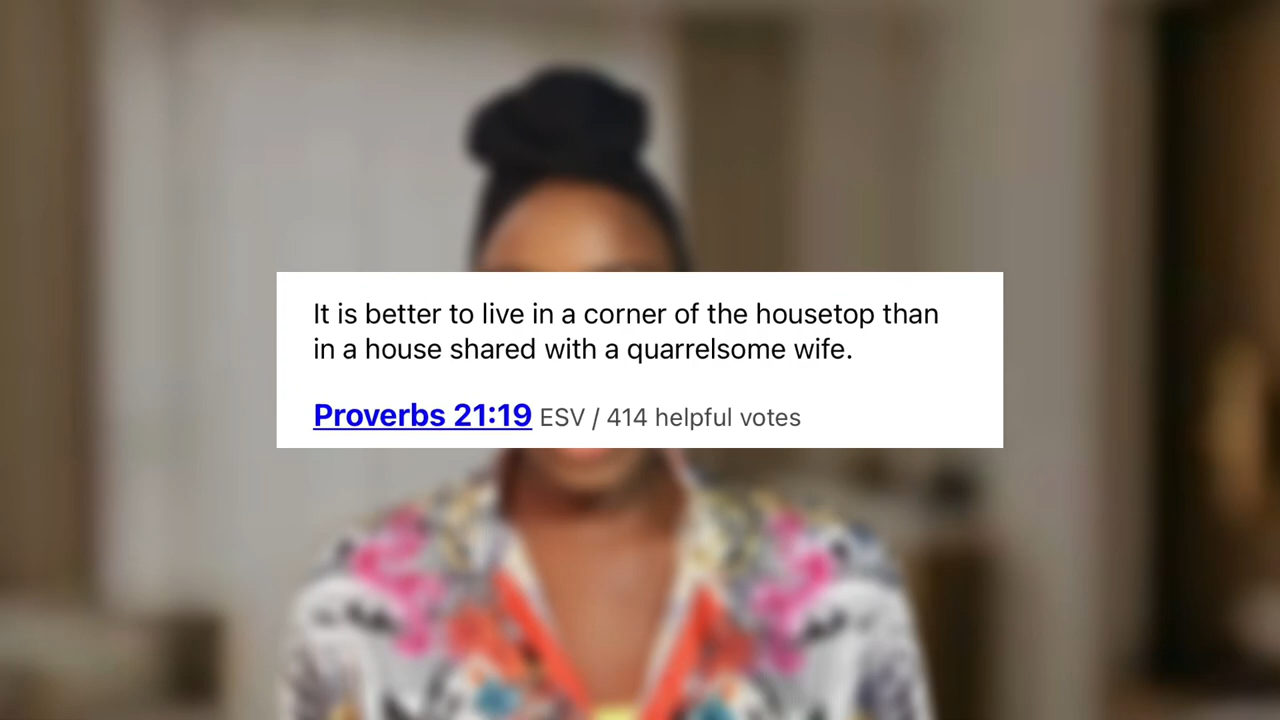 It is better to live in a corner of the housetop than
in a house shared with a quarrelsome wife.
Proverbs 21:19 ESV / 414 helpful votes